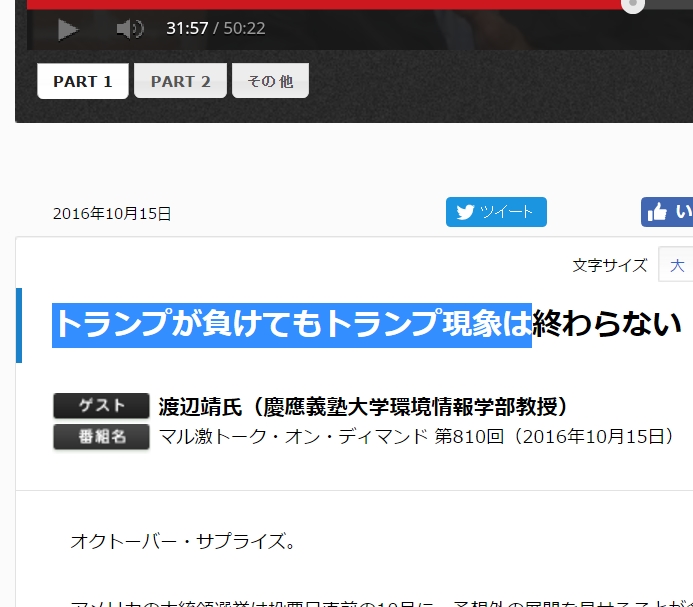 31:57 / 50:22
PART 1 PART 2 その他
2016年10月15日 ツイート い
文字サイズ 大
トランプが負けてもトランプ現象は終わらない
ゲスト 渡辺靖氏（慶應義塾大学環境情報学部教授）
番組名 マル激トーク・オン・ディマンド 第810回（2016年10月15日）
オクトーバー・サプライズ。